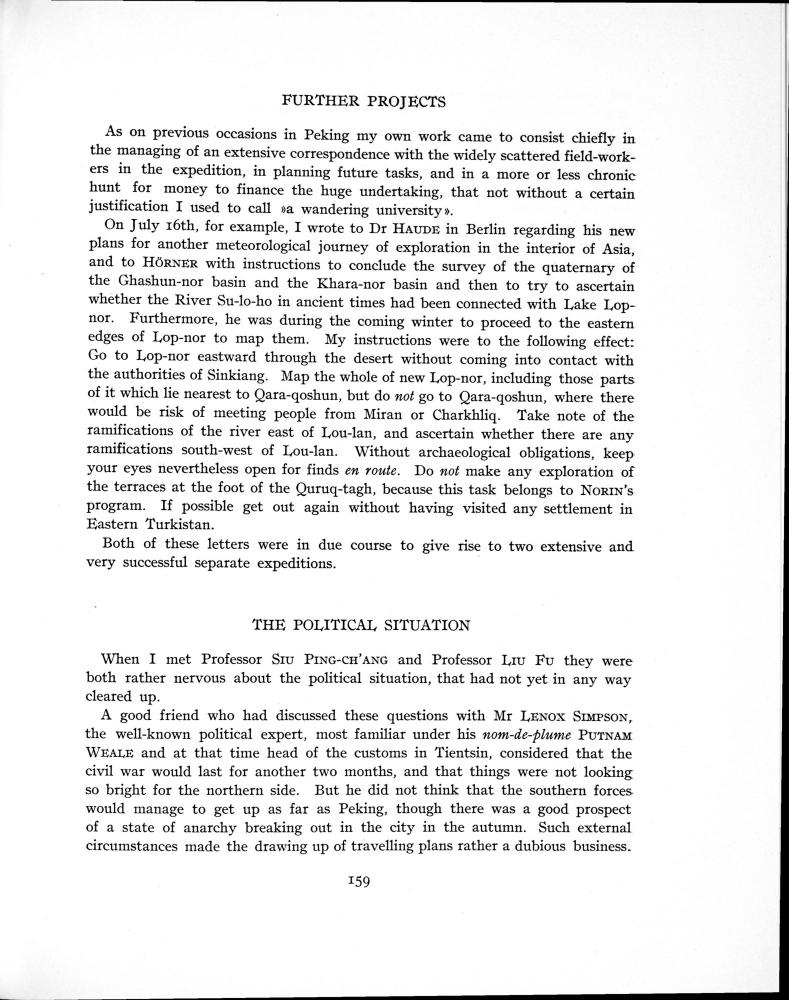 FURTHER PROJECTS
As on previous occasions in Peking my own work came to consist chiefly in
the managing of an extensive correspondence with the widely scattered field-work-
ers in the expedition, in planning future tasks, and in a more or less chronic
hunt for money to finance the huge undertaking, that not without a certain
justification I used to call »a wandering university».
On July 16th, for example, I wrote to Dr HAUDE in Berlin regarding his new
plans for another meteorological journey of exploration in the interior of Asia,
and to HÖRNER with instructions to conclude the survey of the quaternary of
the Ghashun-nor basin and the Khara-nor basin and then to try to ascertain
whether the River Su-lo-ho in ancient times had been connected with Lake Lop-
nor. Furthermore, he was during the coming winter to proceed to the eastern
edges of Lop-nor to map them. My instructions were to the following effect:
Go to Lop-nor eastward through the desert without coming into contact with
the authorities of Sinkiang. Map the whole of new Lop-nor, including those parts
of it which lie nearest to Qara-qoshun, but do not go to Qara-qoshun, where there
would be risk of meeting people from Miran or Charkhliq. Take note of the
ramifications of the river east of Lou-lan, and ascertain whether there are any
ramifications south-west of Lou-lan. Without archaeological obligations, keep
your eyes nevertheless open for finds en route. Do not make any exploration of
the terraces at the foot of the Quruq-tagh, because this task belongs to NORIN's
program. If possible get out again without having visited any settlement in
Eastern Turkistan.
Both of these letters were in due course to give rise to two extensive and
very successful separate expeditions.
THE POLITICAL SITUATION
When I met Professor SIU PING-CH'ANG and Professor LIU FU they were
both rather nervous about the political situation, that had not yet in any way
cleared up.
A good friend who had discussed these questions with Mr LENOX SIMPSON,
the well-known political expert, most familiar under his nom-de-plume PUTNAM
WEALE and at that time head of the customs in Tientsin, considered that the
civil war would last for another two months, and that things were not looking
so bright for the northern side. But he did not think that the southern forces
would manage to get up as far as Peking, though there was a good prospect
of a state of anarchy breaking out in the city in the autumn. Such external
circumstances made the drawing up of travelling plans rather a dubious business.
159